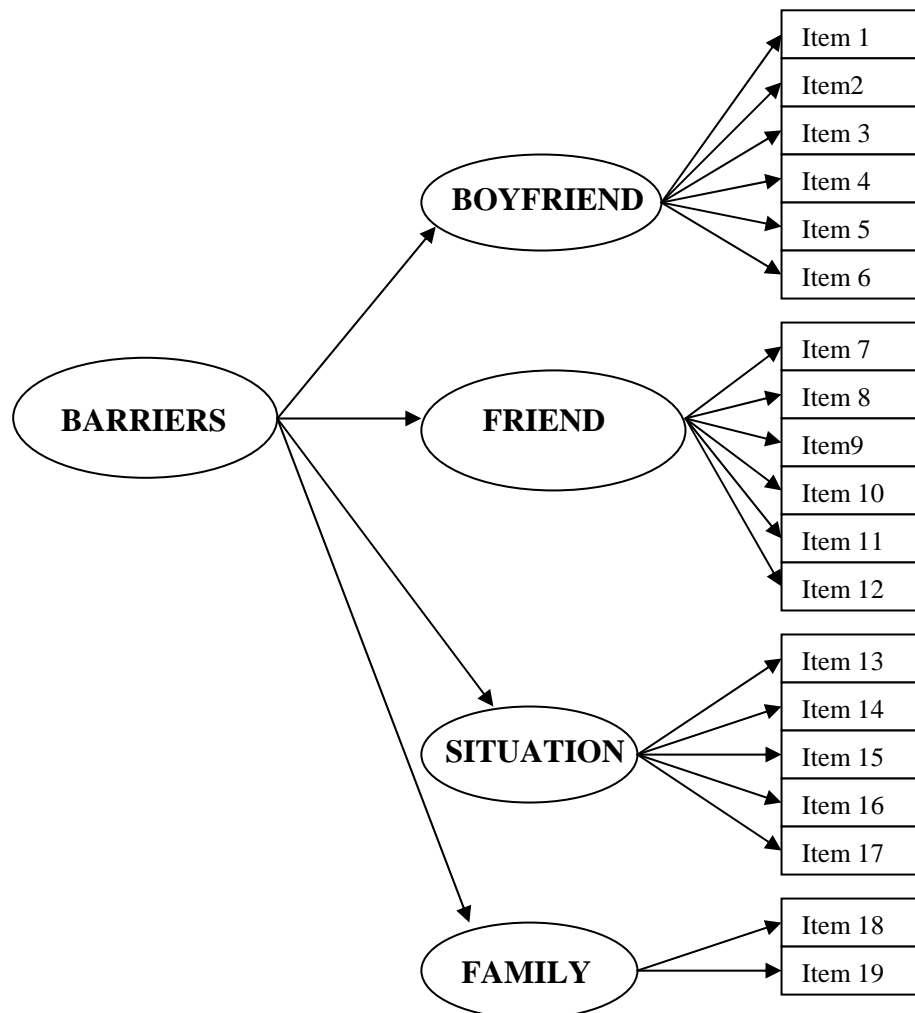 Item 1
Item2
Item 3
BOYFRIEND
Item 4
Item 5
Item 6
Item 7
BARRIERS
FRIEND
Item 8
Item9
Item 10
Item 11
Item 12
Item 13
Item 14
SITUATION
Item 15
Item 16
Item 17
Item 18
FAMILY
Item 19